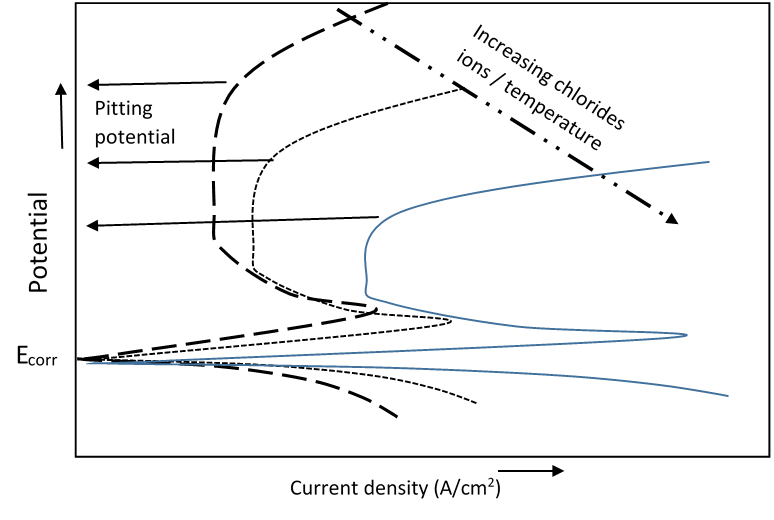 Increasing chlorides
ions / temperature
Pitting
potential
Potential
Ecorr
Current density (A/cm²)